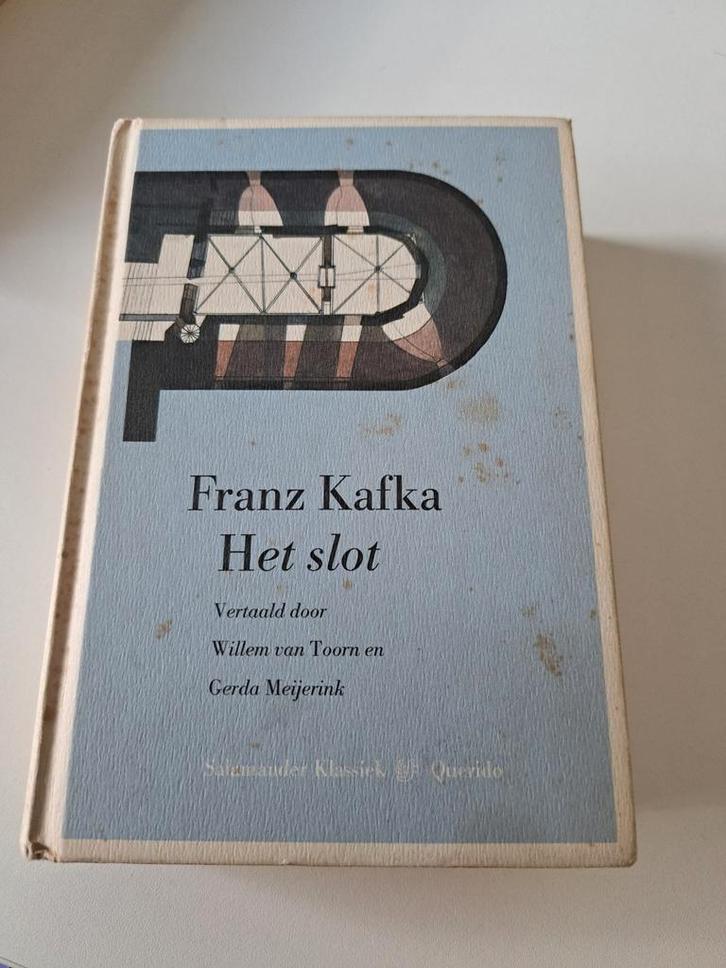 Franz Kafka
Het slot
Vertaald door
Willem van Toorn en
Gerda Meijerink
Salamander Klassiek Querido